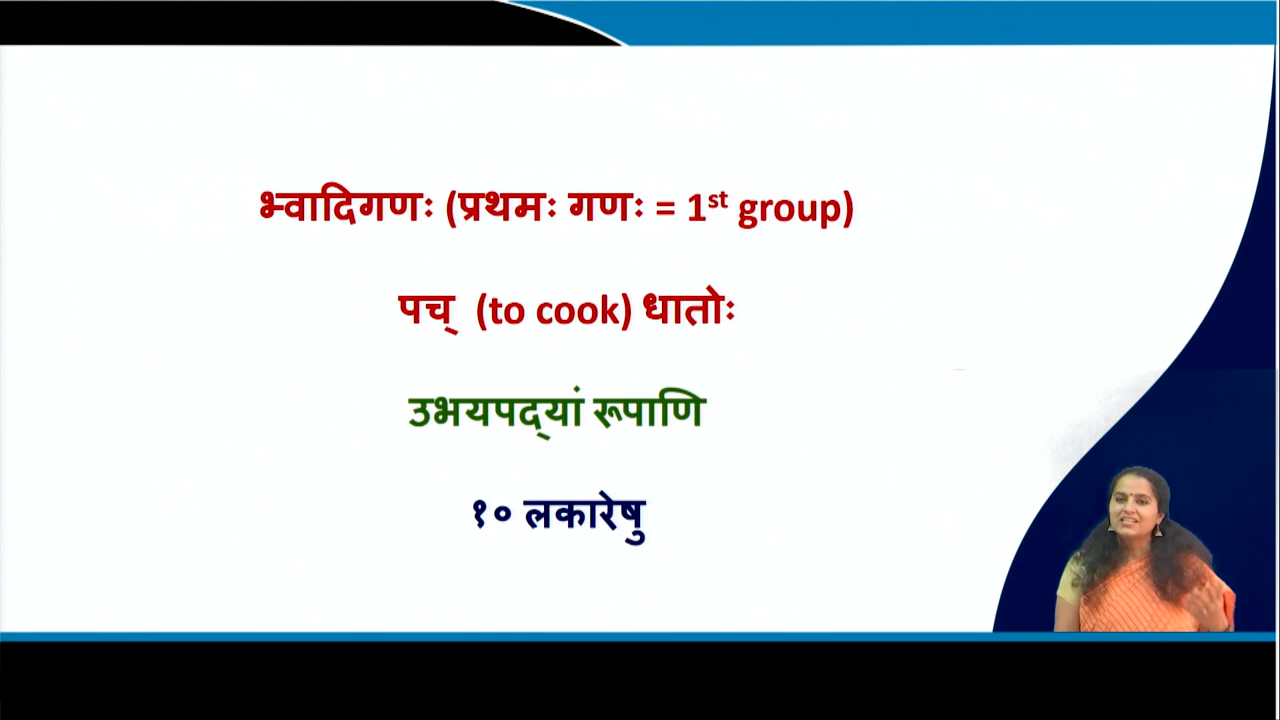 भ्वादिगणः (प्रथमः गणः = 1st group)
पच् (to cook) धातोः
उभयपद्यां रूपाणि
१० लकारेषु